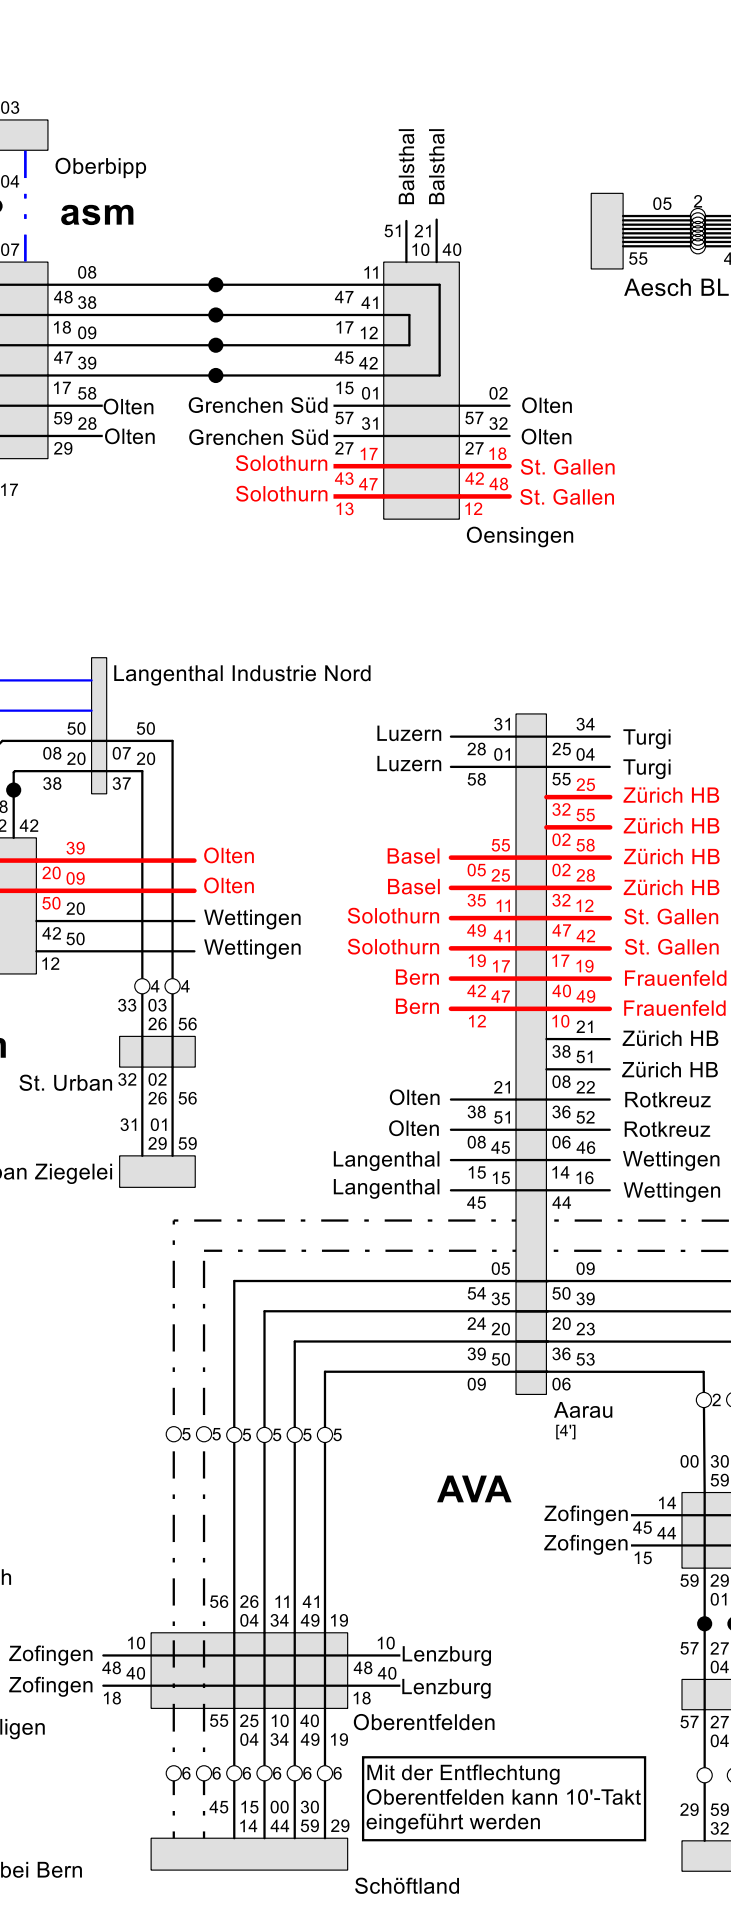 03
Oberbipp
04
asm
07
Balsthal
Balsthal
51 21
10 40
05 2
55 4
Aesch BL
08 11
48 38 47 41
18 09 17 12
47 39 45 42
17 58 15 01 02
Olten Grenchen Süd Olten
59 28 57 31 57 32
Olten Grenchen Süd Olten
29 27 17 27 18
Solothurn St. Gallen
43 47 42 48
Solothurn St. Gallen
13 12
17
Oensingen
Langenthal Industrie Nord
50 50
08 20 07 20
38 37
8
2 42
39
Olten
20 09
Olten
50 20
Wettingen
42 50
Wettingen
12
4 4
33 03
26 56
n
St. Urban
32 02
26 56
31 01
29 59
ban Ziegelei
31 34
Luzern Turgi
28 01 25 04
Luzern Turgi
58 55 25
Zürich HB
32 55
Zürich HB
55 02 58
Basel Zürich HB
05 25 02 28
Basel Zürich HB
35 11 32 12
Solothurn St. Gallen
49 41 47 42
Solothurn St. Gallen
19 17 17 19
Bern Frauenfeld
42 47 40 49
Bern Frauenfeld
12 10 21
Zürich HB
38 51
Zürich HB
21 08 22
Olten Rotkreuz
38 51 36 52
Olten Rotkreuz
08 45 06 46
Langenthal Wettingen
15 15 14 16
Langenthal Wettingen
45 44
05 09
54 35 50 39
24 20 20 23
39 50 36 53
09 06
Aarau
[4']
2
5 5 5 5 5 5
AVA
00 30
59
14
Zofingen
45 44
Zofingen
15
59 29
01
57 27
04
57 27
04
29 59
32
h
56 26 11 41
04 34 49 19
10 10
Zofingen Lenzburg
48 40 48 40
Zofingen Lenzburg
18 18
55 25 10 40
04 34 49 19
Oberentfelden
lligen
6 6 6 6 6 6
Mit der Entflechtung
Oberentfelden kann 10'-Takt
eingeführt werden
45 15 00 30
14 44 59 29
bei Bern
Schöftland